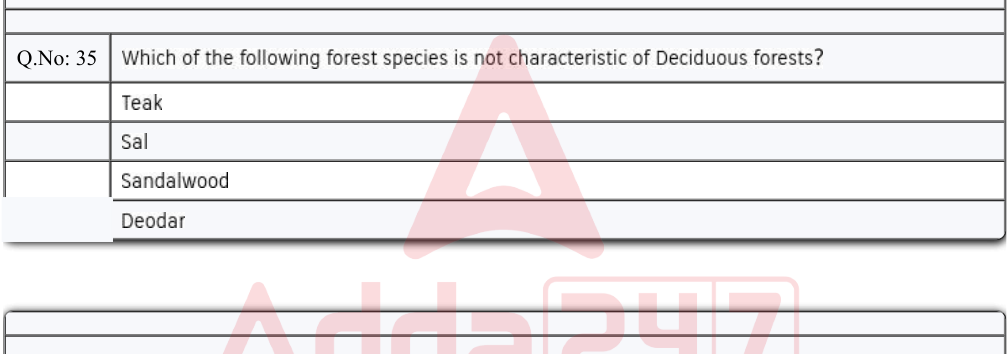 Q.No: 35 Which of the following forest species is not characteristic of Deciduous forests?
Teak
Sal
Sandalwood
Deodar
Adda247